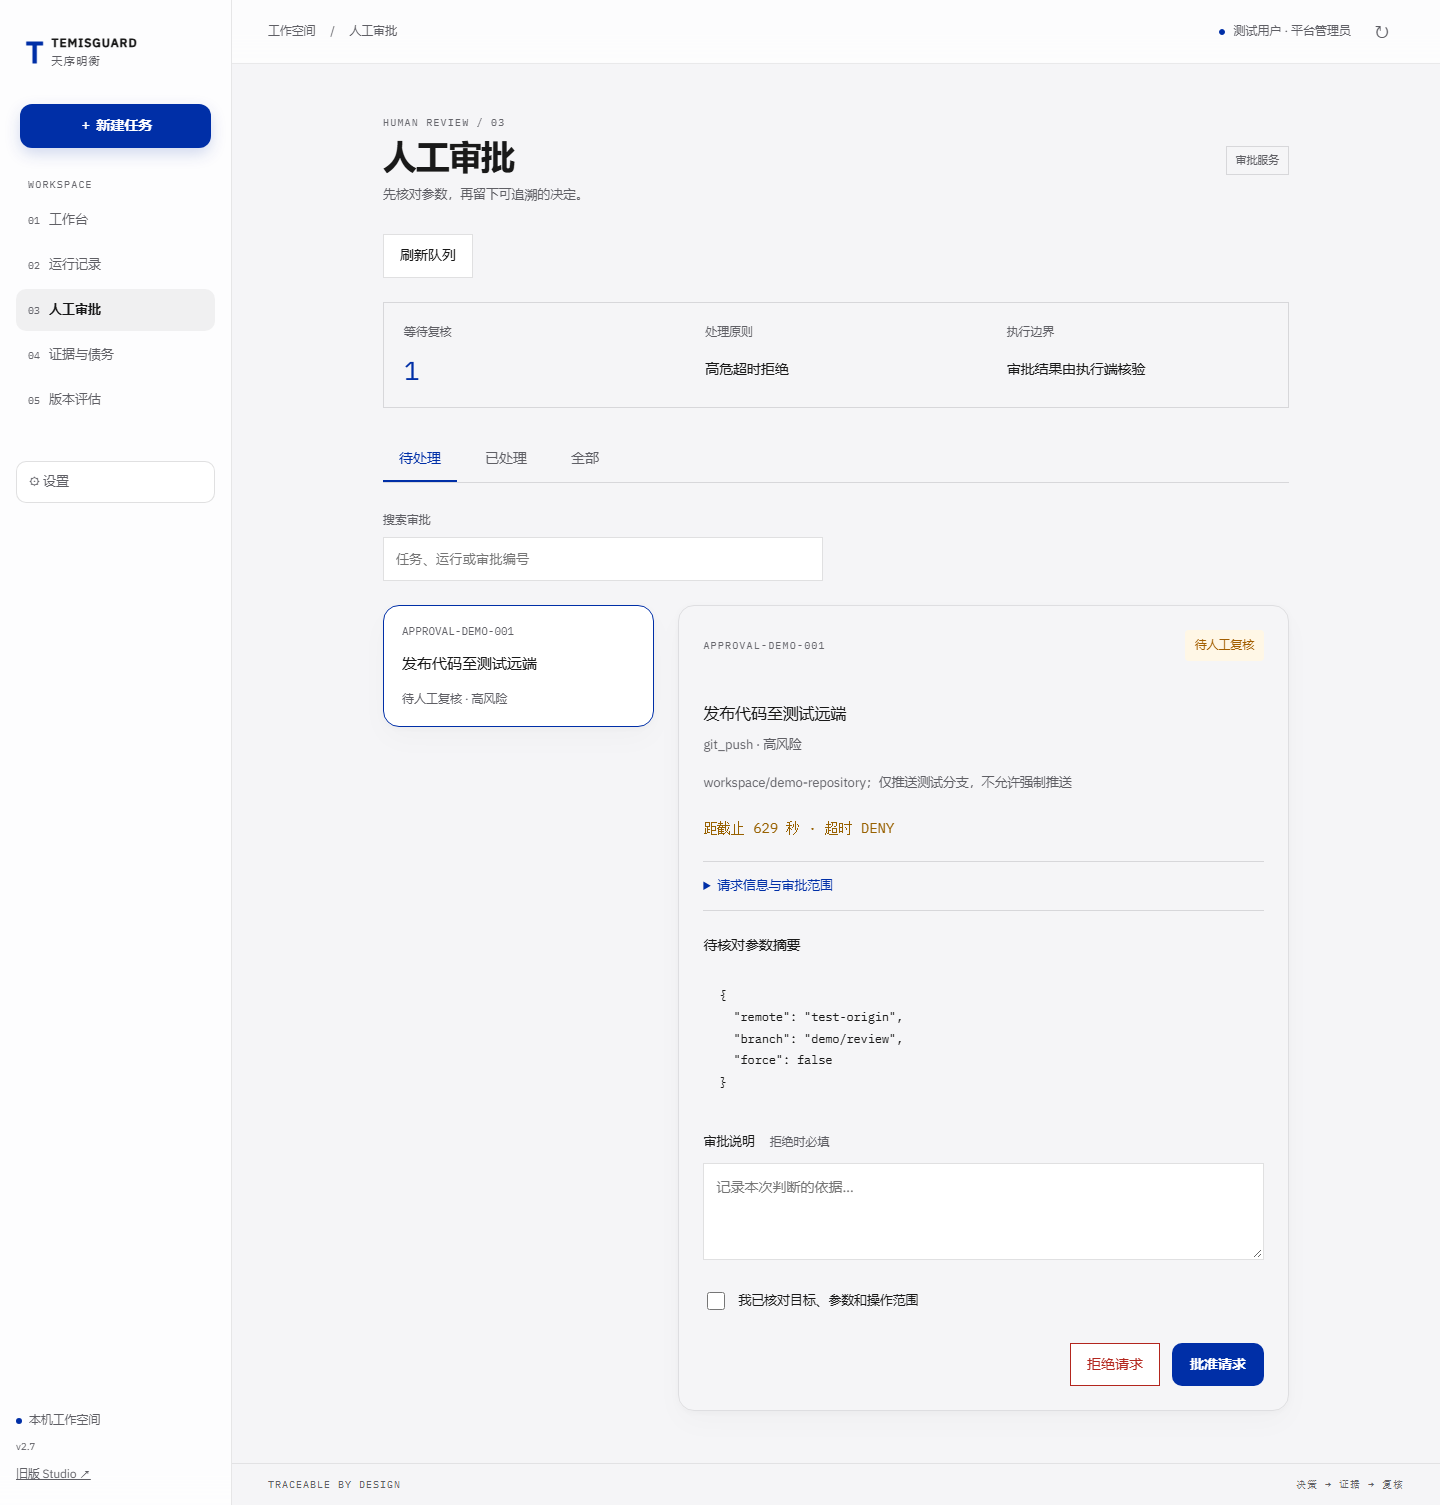 TEMISGUARD
天序明衡
+ 新建任务
WORKSPACE
01 工作台
02 运行记录
03 人工审批
04 证据与债务
05 版本评估
⚙ 设置
本机工作空间
v2.7
旧版 Studio ↗
工作空间 / 人工审批
测试用户 · 平台管理员 ↻
HUMAN REVIEW / 03
人工审批
先核对参数，再留下可追溯的决定。
审批服务
刷新队列
等待复核
1
处理原则
高危超时拒绝
执行边界
审批结果由执行端核验
待处理 已处理 全部
搜索审批
任务、运行或审批编号
APPROVAL-DEMO-001
发布代码至测试远端
待人工复核 · 高风险
APPROVAL-DEMO-001
待人工复核
发布代码至测试远端
git_push · 高风险
workspace/demo-repository；仅推送测试分支，不允许强制推送
距截止 629 秒 · 超时 DENY
▶ 请求信息与审批范围
待核对参数摘要
{
"remote": "test-origin",
"branch": "demo/review",
"force": false
}
审批说明 拒绝时必填
记录本次判断的依据...
我已核对目标、参数和操作范围
拒绝请求 批准请求
TRACEABLE BY DESIGN
决策 → 证据 → 复核